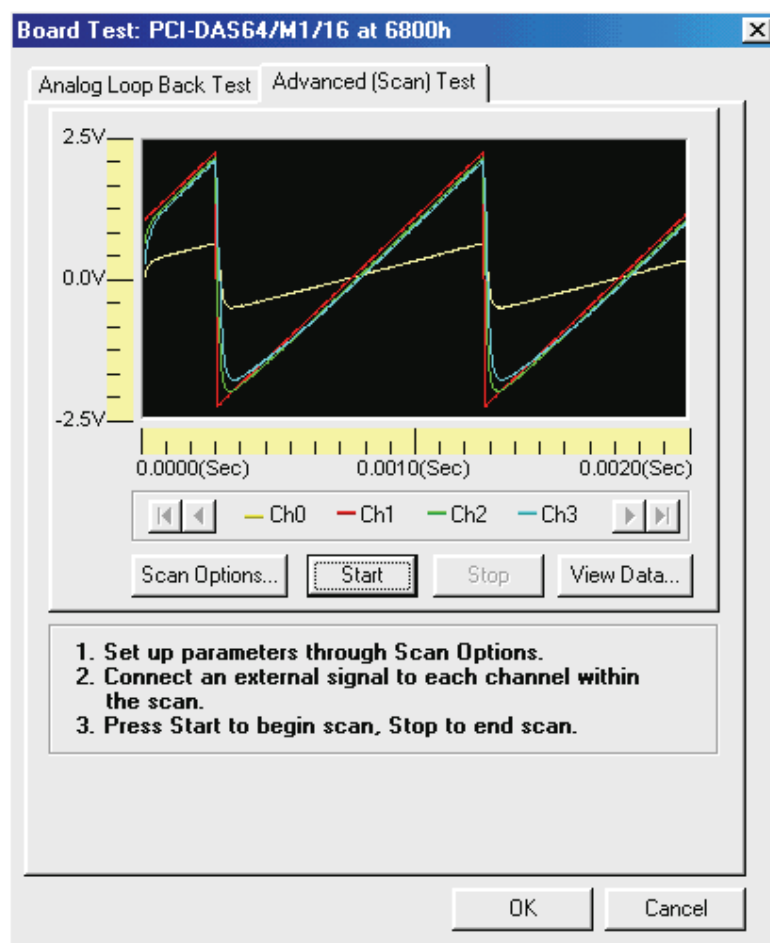 Board Test: PCI-DAS64/M1/16 at 6800h
Analog Loop Back Test
Advanced (Scan) Test
2.5V
0.0V
-2.5V
0.0000(Sec)
0.0010(Sec)
0.0020(Sec)
Ch0
Ch1
Ch2
Ch3
Scan Options...
Start
Stop
View Data...
1. Set up parameters through Scan Options.
2. Connect an external signal to each channel within
the scan.
3. Press Start to begin scan, Stop to end scan.
OK
Cancel